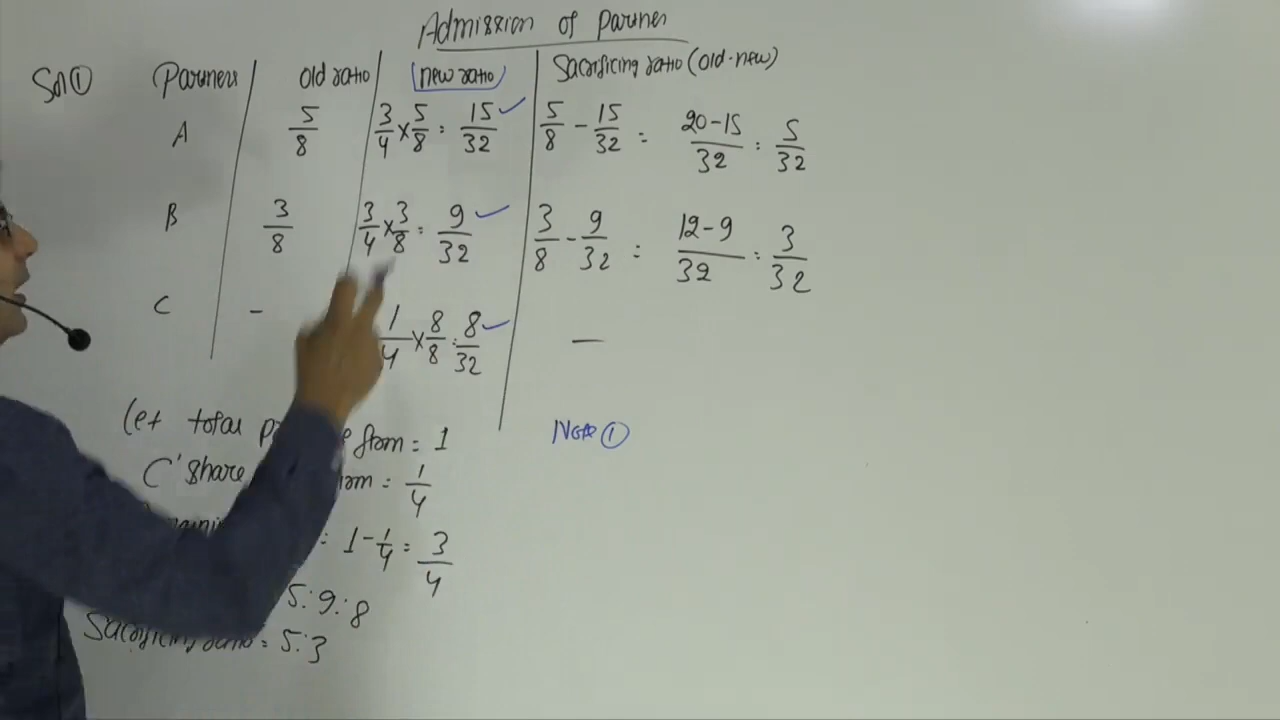 Admission of Partner
Sol ① Partners old ratio new ratio Sacrificing ratio (old-new)
A 5/8 3/4 × 5/8 = 15/32 ✓ 5/8 - 15/32 = 20-15/32 = 5/32
B 3/8 3/4 × 3/8 = 9/32 ✓ 3/8 - 9/32 = 12-9/32 = 3/32
C - 1/4 × 8/8 = 8/32 ✓ —
Let total firm = 1
Note ①
C' share = 1/4
= 1 - 1/4 = 3/4
5:9:8
Sacrificing ratio = 5:3